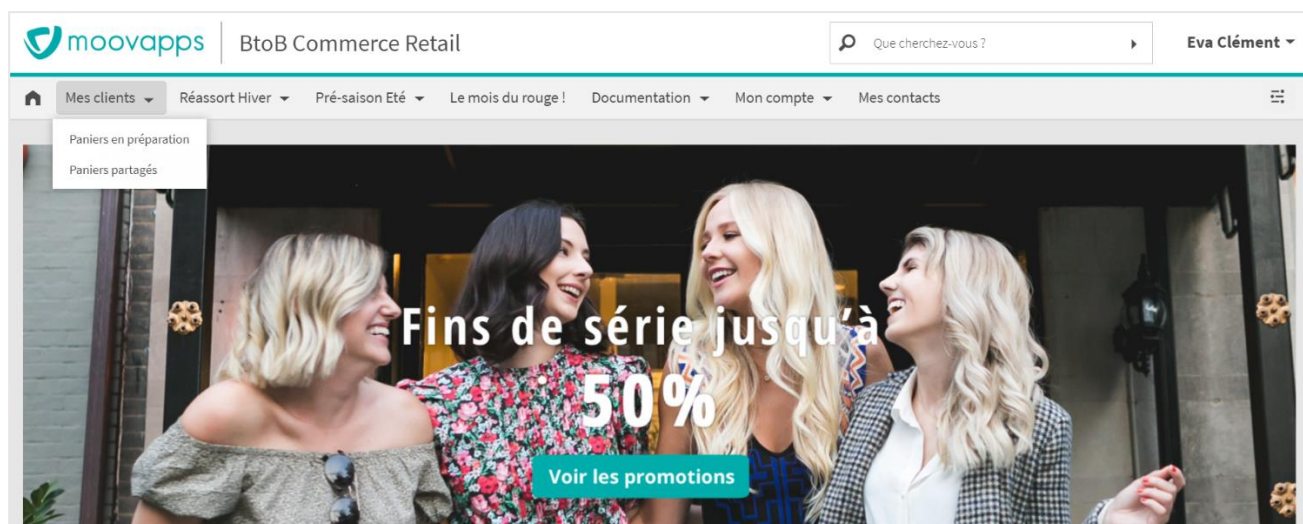 moovapps BtoB Commerce Retail Que cherchez-vous ? Eva Clément
Mes clients Réassort Hiver Pré-saison Eté Le mois du rouge ! Documentation Mon compte Mes contacts
Paniers en préparation
Paniers partagés
Fins de série jusqu'à
50%
Voir les promotions